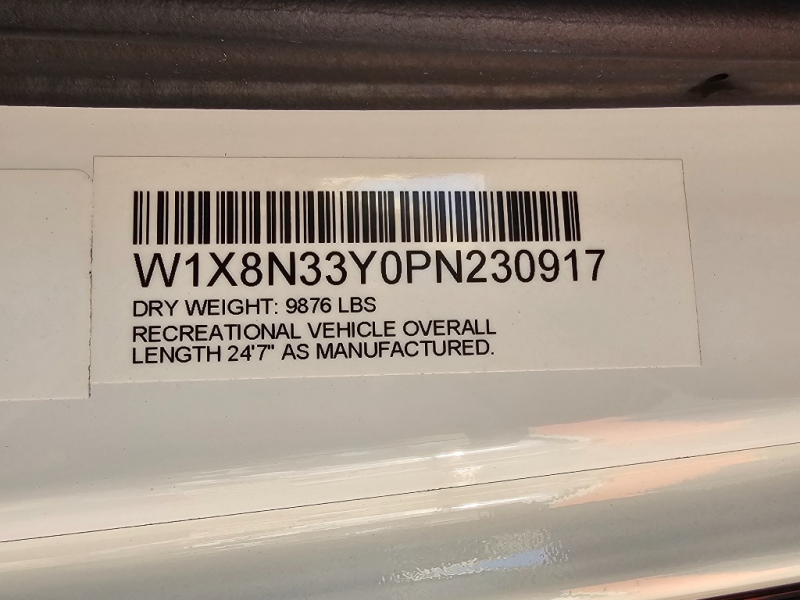 W1X8N33Y0PN230917
DRY WEIGHT: 9876 LBS
RECREATIONAL VEHICLE OVERALL
LENGTH 24'7" AS MANUFACTURED.